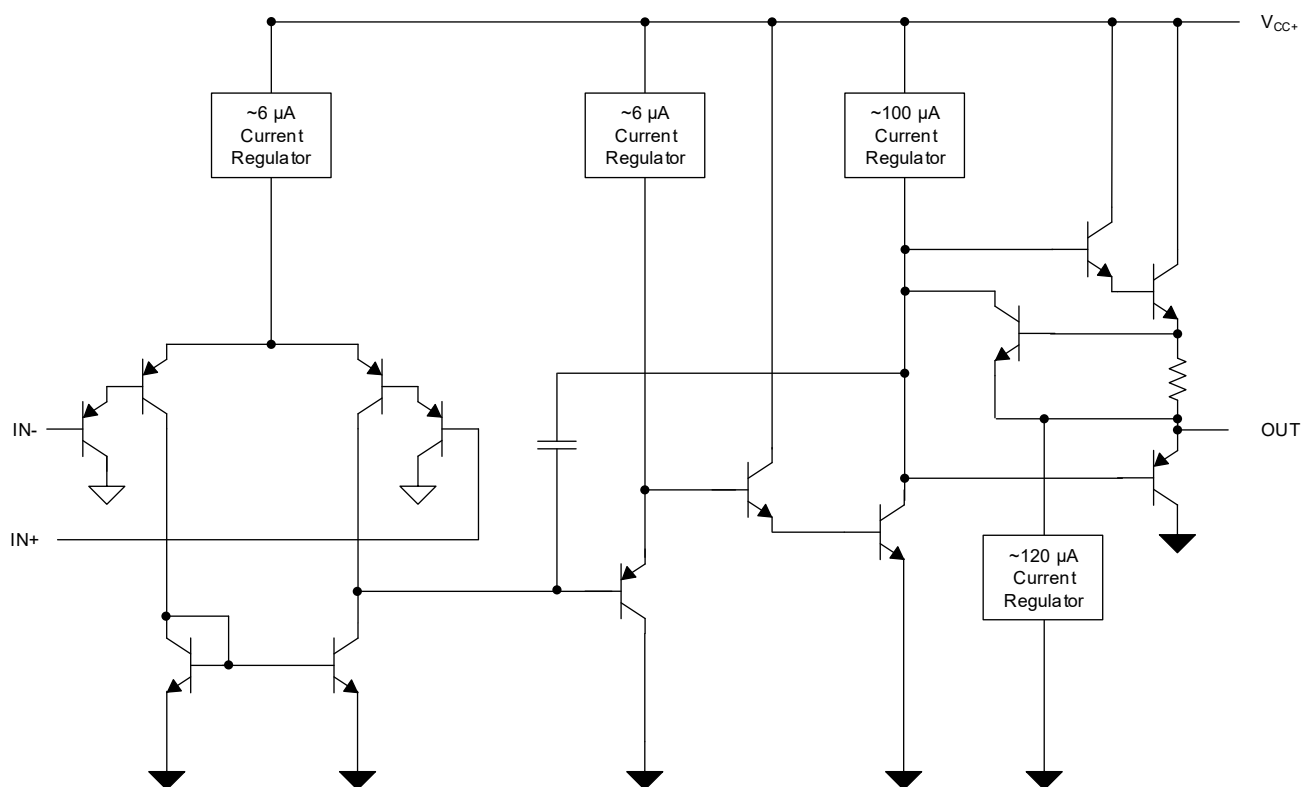 V_CC+
~6 µA
Current
Regulator
~6 µA
Current
Regulator
~100 µA
Current
Regulator
IN-
OUT
IN+
~120 µA
Current
Regulator